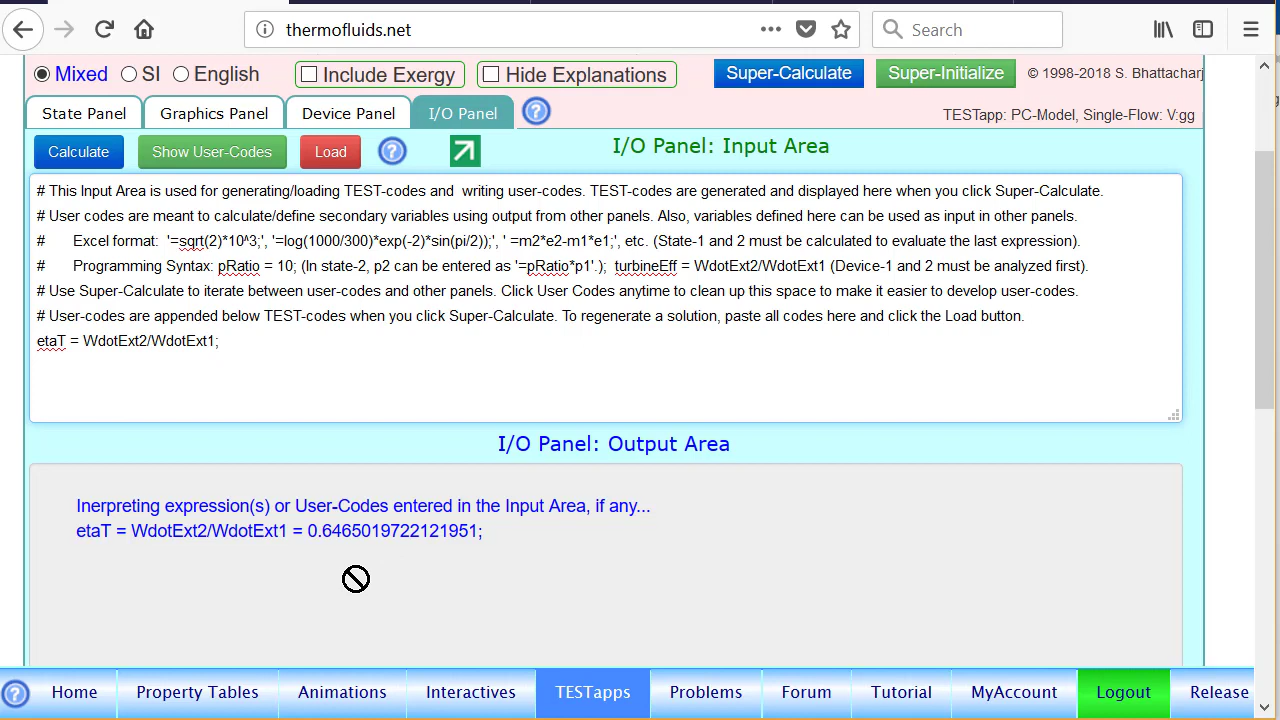 thermofluids.net
Search
Mixed SI English Include Exergy Hide Explanations Super-Calculate Super-Initialize © 1998-2018 S. Bhattacharj
State Panel Graphics Panel Device Panel I/O Panel ?
TESTapp: PC-Model, Single-Flow: V:gg
Calculate Show User-Codes Load ? I/O Panel: Input Area
# This Input Area is used for generating/loading TEST-codes and writing user-codes. TEST-codes are generated and displayed here when you click Super-Calculate.
# User codes are meant to calculate/define secondary variables using output from other panels. Also, variables defined here can be used as input in other panels.
# Excel format: '=sqrt(2)*10^3;', '=log(1000/300)*exp(-2)*sin(pi/2));', ' =m2*e2-m1*e1;', etc. (State-1 and 2 must be calculated to evaluate the last expression).
# Programming Syntax: pRatio = 10; (In state-2, p2 can be entered as '=pRatio*p1'.); turbineEff = WdotExt2/WdotExt1 (Device-1 and 2 must be analyzed first).
# Use Super-Calculate to iterate between user-codes and other panels. Click User Codes anytime to clean up this space to make it easier to develop user-codes.
# User-codes are appended below TEST-codes when you click Super-Calculate. To regenerate a solution, paste all codes here and click the Load button.
etaT = WdotExt2/WdotExt1;
I/O Panel: Output Area
Inerpreting expression(s) or User-Codes entered in the Input Area, if any...
etaT = WdotExt2/WdotExt1 = 0.6465019722121951;
? Home Property Tables Animations Interactives TESTapps Problems Forum Tutorial MyAccount Logout Release